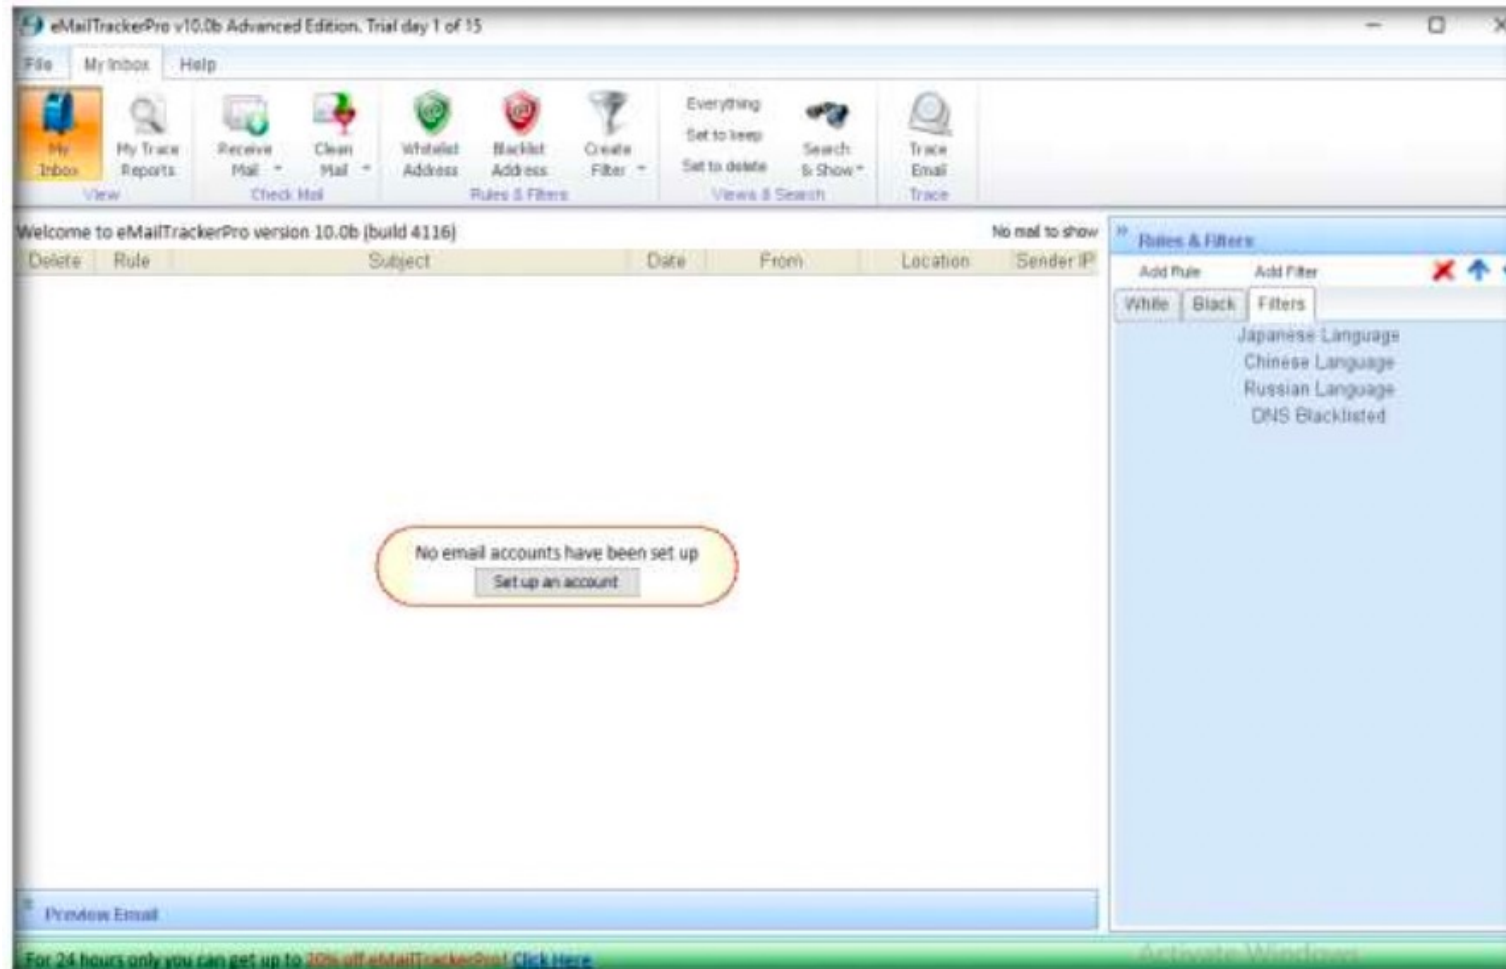 eMailTrackerPro v10.0b Advanced Edition. Trial day 1 of 15
File My Inbox Help
My Inbox
My Trace Reports
View
Receive Mail
Clean Mail
Check Mail
Whitelist Address
Blacklist Address
Create Filter
Rules & Filters
Everything
Set to keep
Set to delete
Search & Show
Views & Search
Trace Email
Trace
Welcome to eMailTrackerPro version 10.0b (build 4116)
No mail to show
Delete Rule Subject Date From Location Sender IP
Rules & Filters
Add Rule Add Filter
White Black Filters
Japanese Language
Chinese Language
Russian Language
DNS Blacklisted
No email accounts have been set up
Set up an account
Preview Email
For 24 hours only you can get up to 20% off eMailTrackerPro! Click Here
Activate Windows